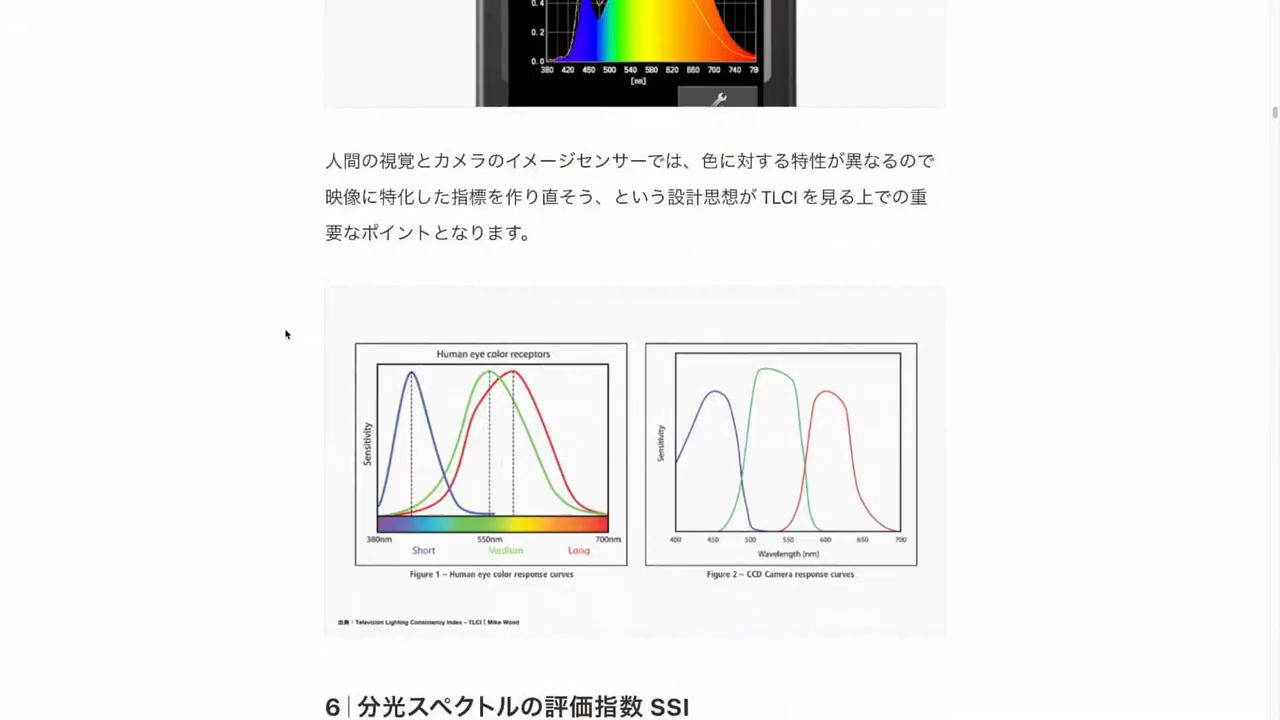 0.4
0.2
0.0
380 420 460 500 540 580 620 660 700 740 78
[nm]
人間の視覚とカメラのイメージセンサーでは、色に対する特性が異なるので
映像に特化した指標を作り直そう、という設計思想が TLCI を見る上での重
要なポイントとなります。
Human eye color receptors
Sensitivity
380nm 550nm 700nm
Short Medium Long
Figure 1 – Human eye color response curves
Sensitivity
400 450 500 550 600 650 700
Wavelength (nm)
Figure 2 – CCD Camera response curves
出典：Television Lighting Consistency Index – TLCI | Mike Wood
6｜分光スペクトルの評価指数 SSI